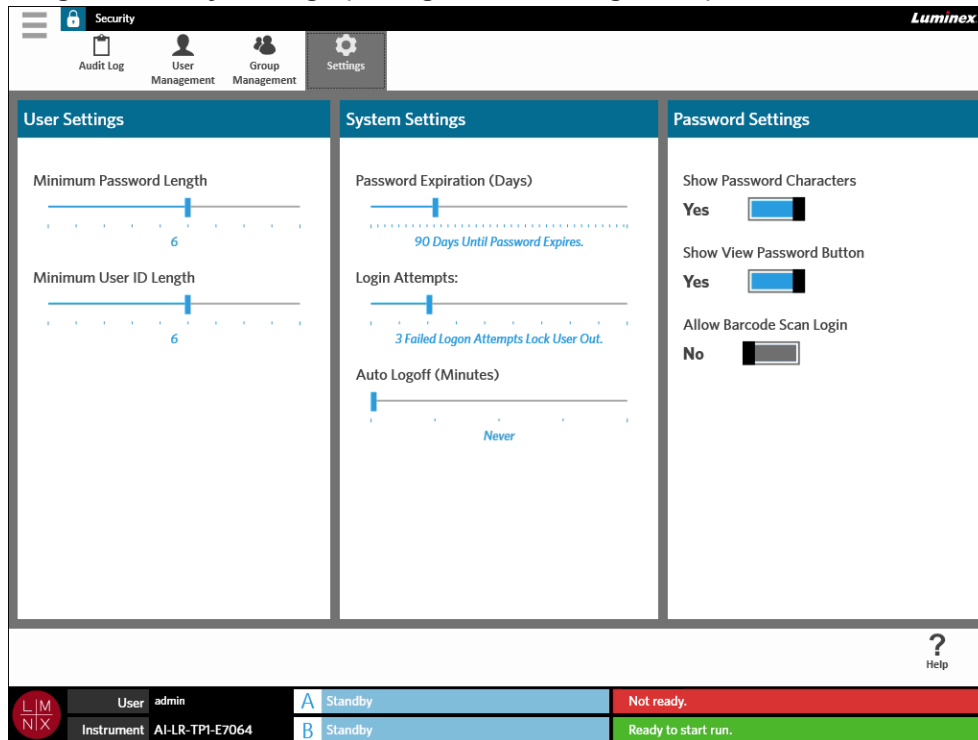 Security
Luminex
Audit Log
User Management
Group Management
Settings
User Settings
Minimum Password Length
6
Minimum User ID Length
6
System Settings
Password Expiration (Days)
90 Days Until Password Expires.
Login Attempts:
3 Failed Logon Attempts Lock User Out.
Auto Logoff (Minutes)
Never
Password Settings
Show Password Characters
Yes
Show View Password Button
Yes
Allow Barcode Scan Login
No
?
Help
L M
N X
User admin
Instrument AI-LR-TP1-E7064
A Standby
B Standby
Not ready.
Ready to start run.